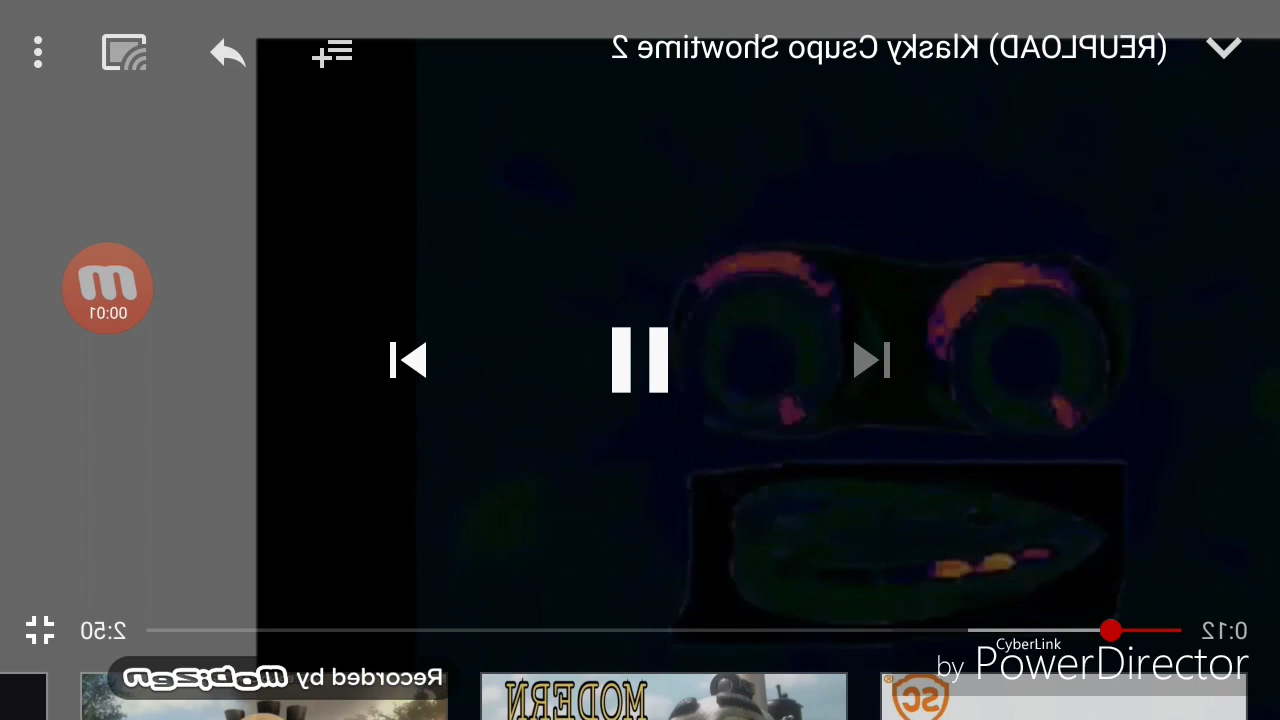 (REUPLOAD) Klasky Csupo Showtime 2
00:01
0:12
2:50
CyberLink
by PowerDirector
Recorded by mobizen
SC
MODERN